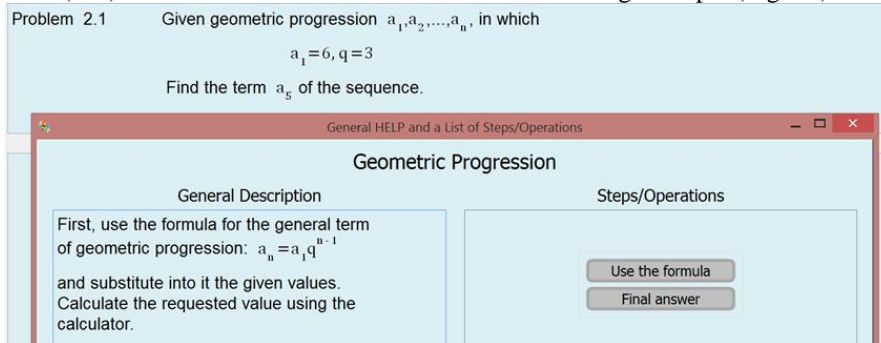 Problem 2.1 Given geometric progression a₁,a₂,...,aₙ, in which
a₁=6, q=3
Find the term a₅ of the sequence.
General HELP and a List of Steps/Operations
Geometric Progression
General Description
First, use the formula for the general term
of geometric progression: aₙ=a₁qⁿ⁻¹
and substitute into it the given values.
Calculate the requested value using the
calculator.
Steps/Operations
Use the formula
Final answer